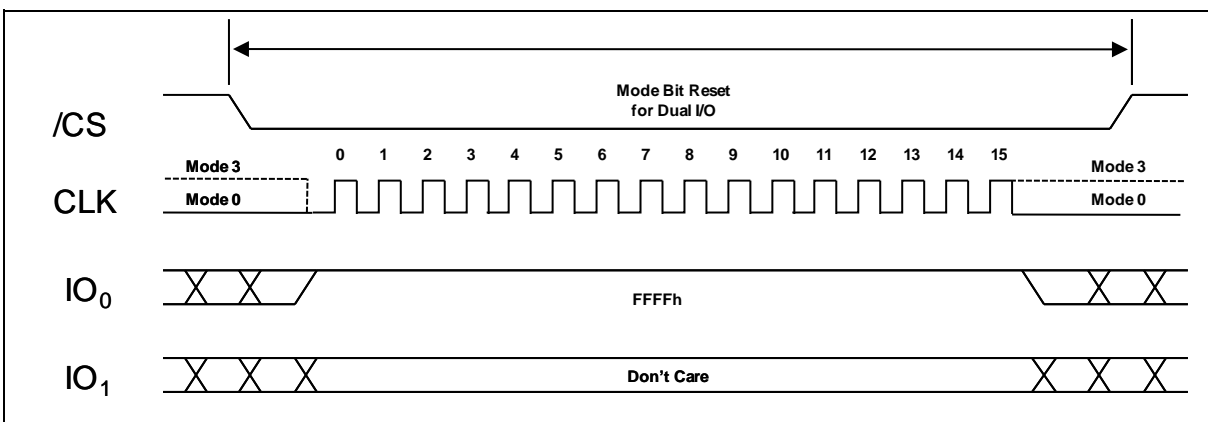 Mode Bit Reset
for Dual I/O
/CS
0 1 2 3 4 5 6 7 8 9 10 11 12 13 14 15
Mode 3
Mode 3
CLK
Mode 0
Mode 0
IO0
FFFFh
IO1
Don't Care